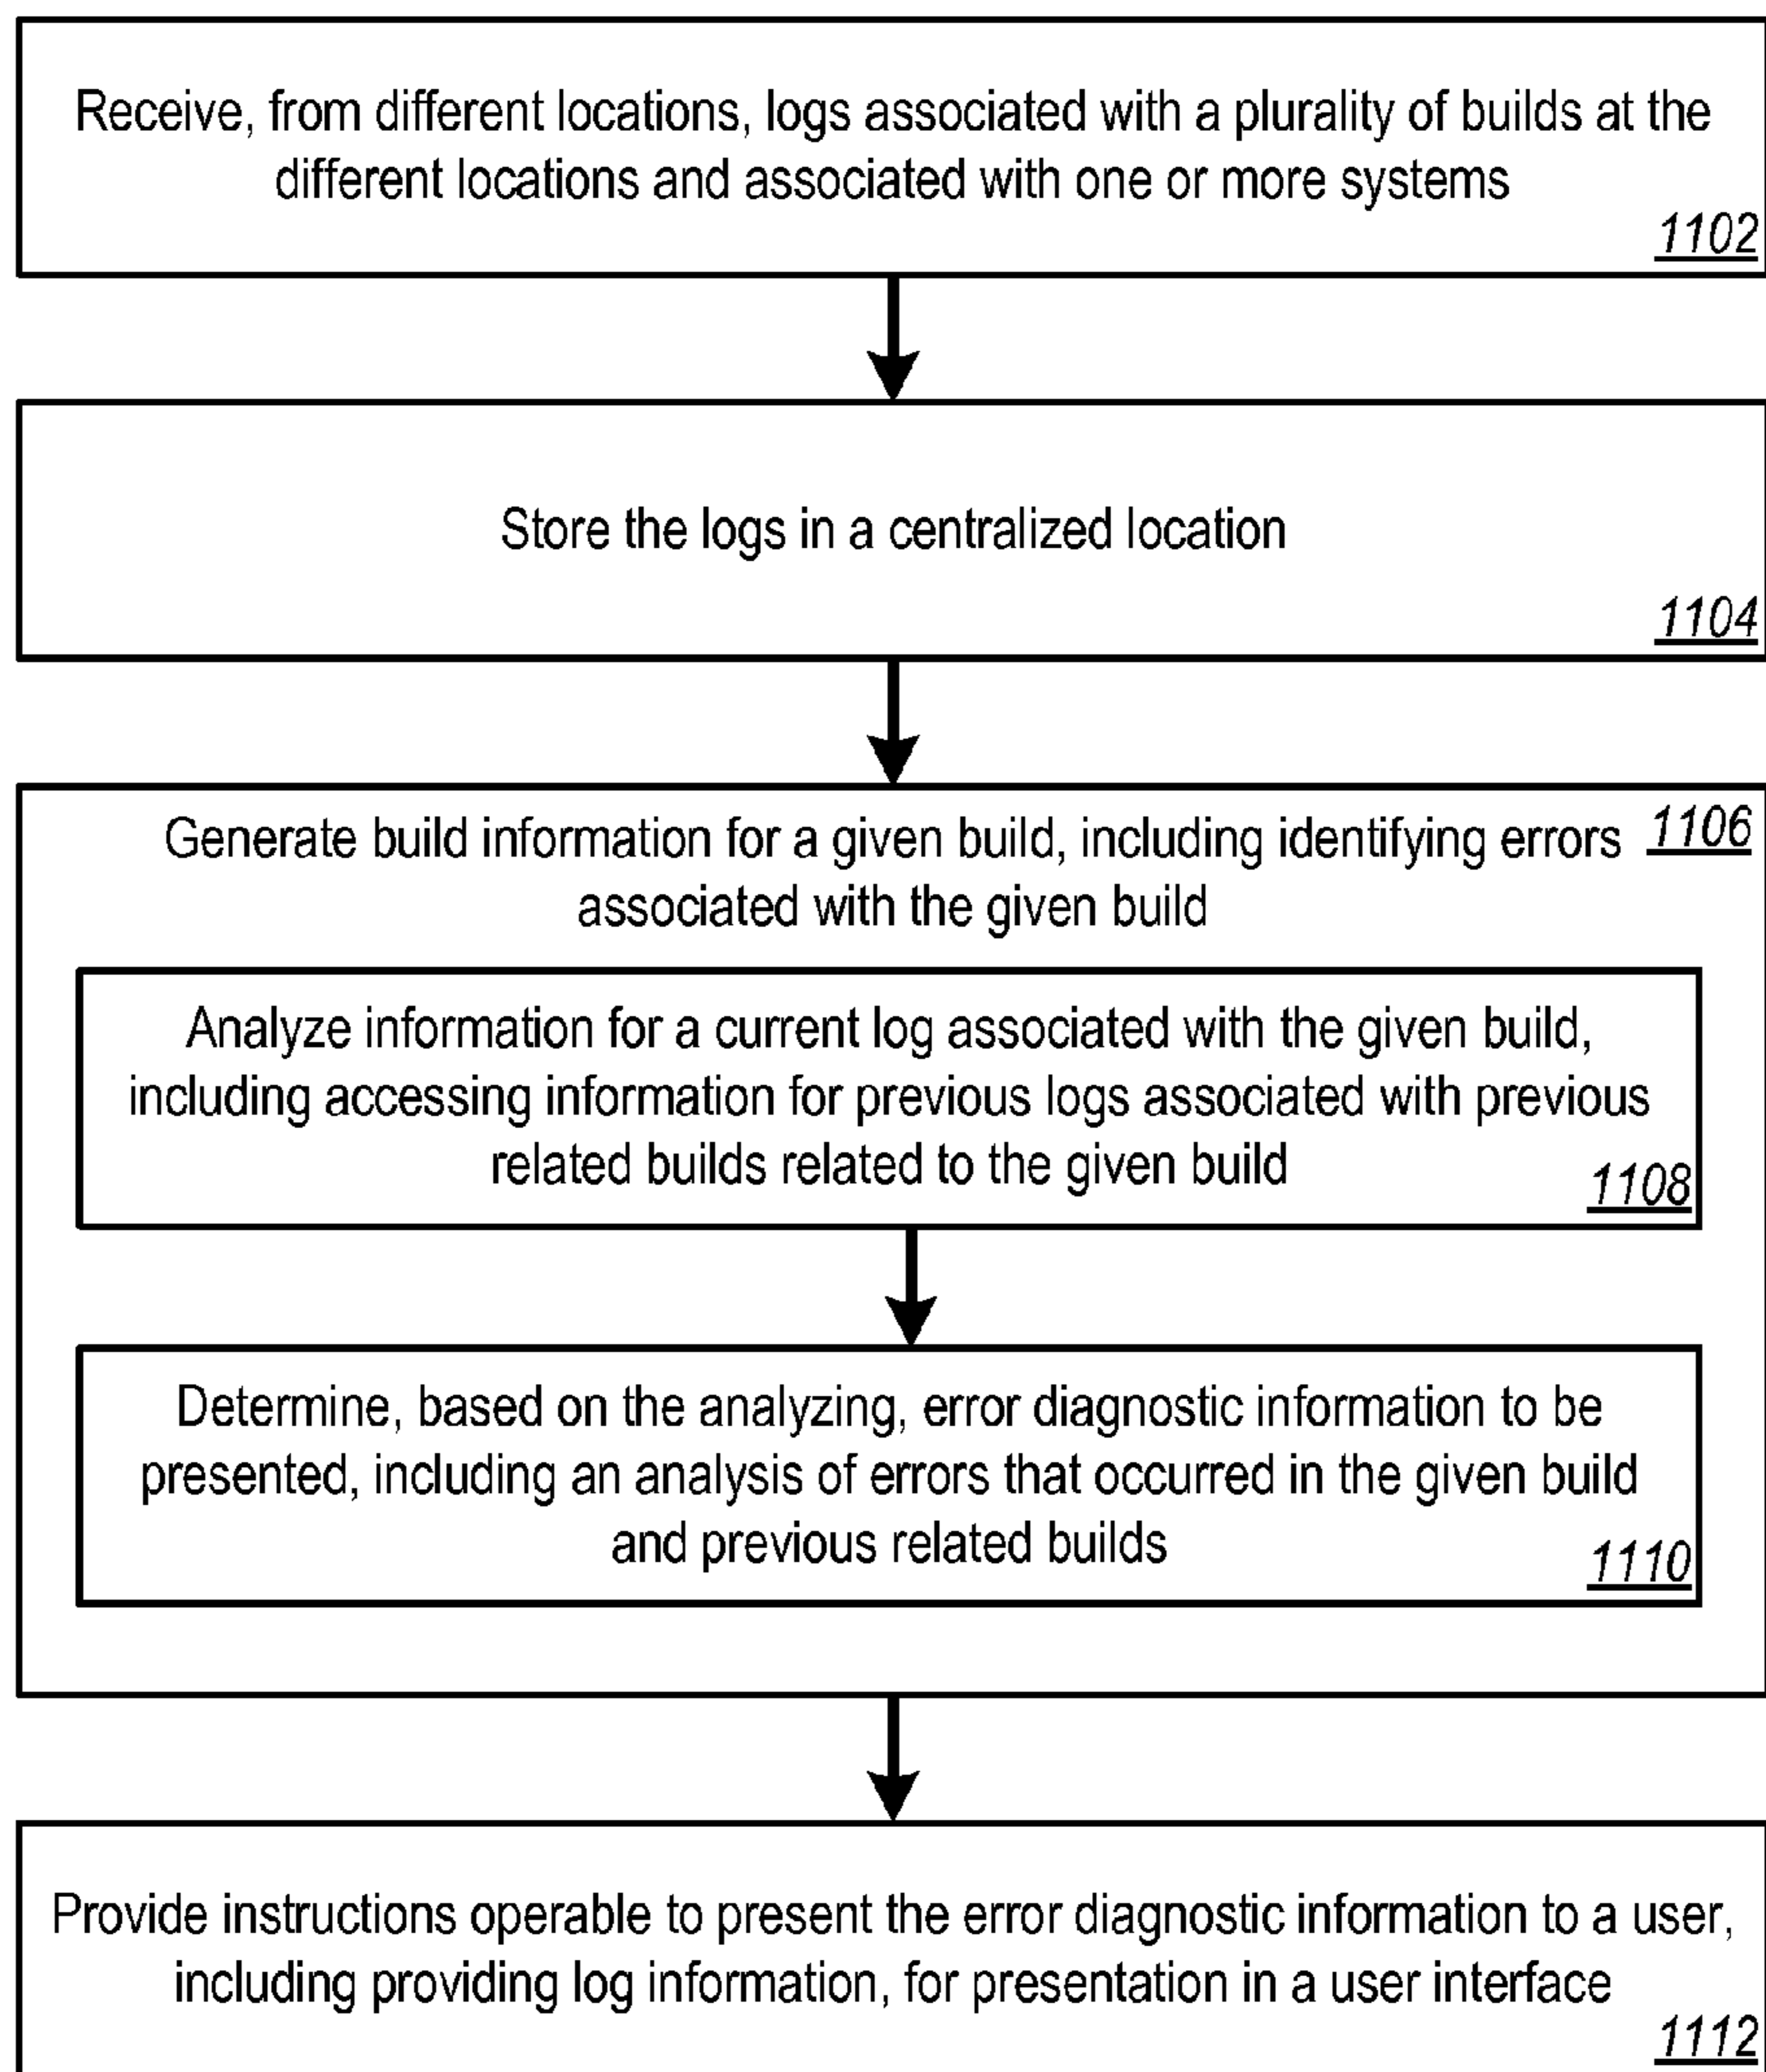 Receive, from different locations, logs associated with a plurality of builds at the
different locations and associated with one or more systems
1102
Store the logs in a centralized location
1104
Generate build information for a given build, including identifying errors 1106
associated with the given build
Analyze information for a current log associated with the given build,
including accessing information for previous logs associated with previous
related builds related to the given build
1108
Determine, based on the analyzing, error diagnostic information to be
presented, including an analysis of errors that occurred in the given build
and previous related builds
1110
Provide instructions operable to present the error diagnostic information to a user,
including providing log information, for presentation in a user interface
1112